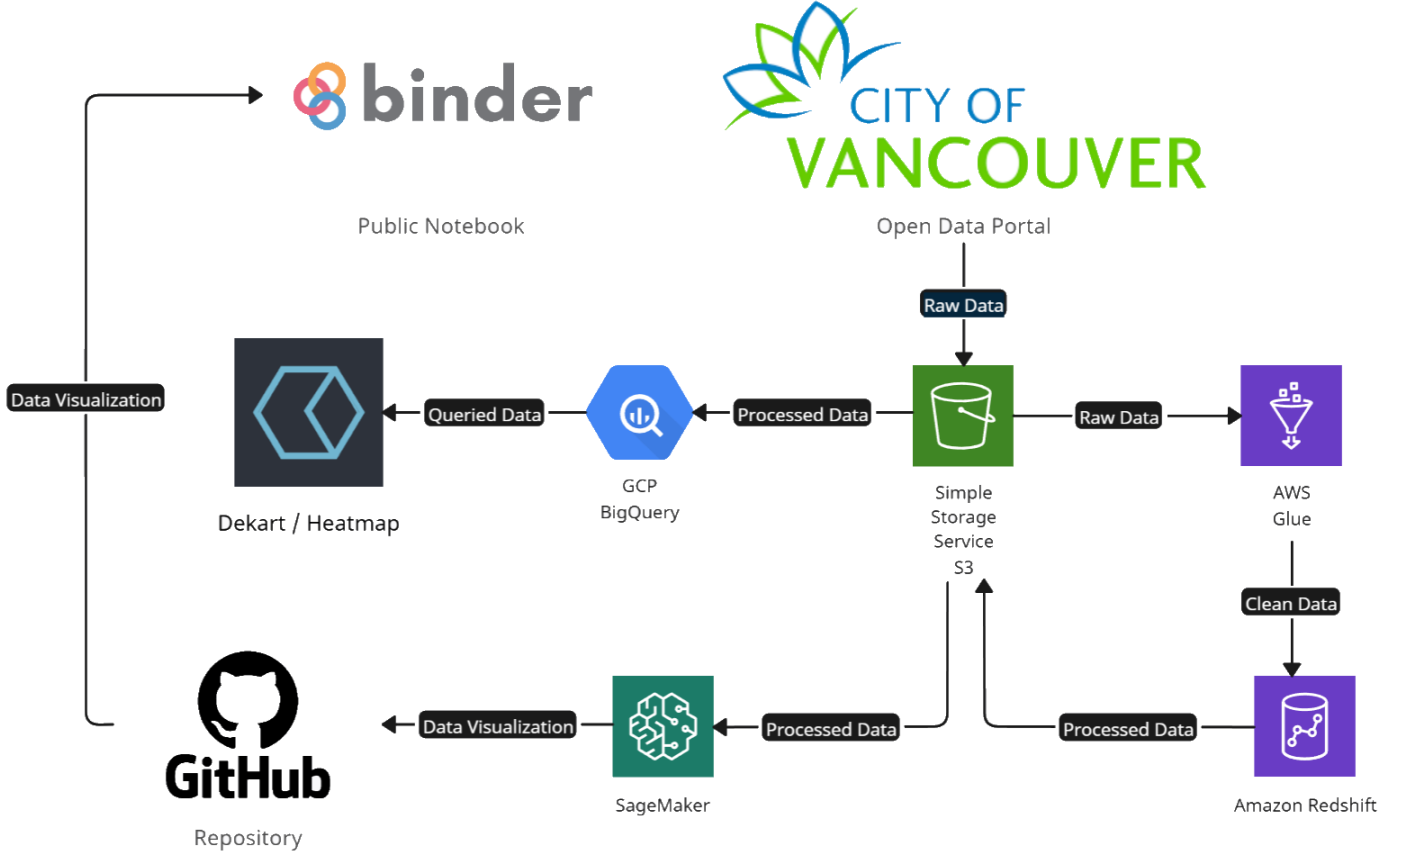 binder
CITY OF
VANCOUVER
Public Notebook
Open Data Portal
Raw Data
Data Visualization
Queried Data
Processed Data
Raw Data
GCP
BigQuery
Simple
Storage
Service
S3
AWS
Glue
Dekart / Heatmap
Clean Data
Data Visualization
Processed Data
Processed Data
GitHub
SageMaker
Amazon Redshift
Repository